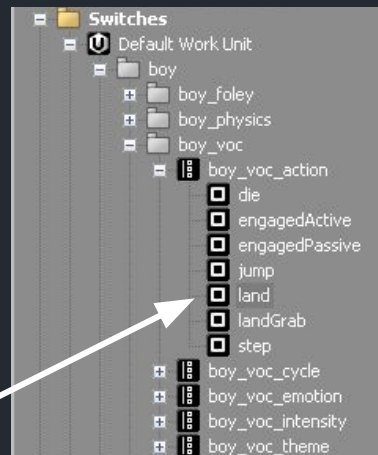 Switches
Default Work Unit
boy
boy_foley
boy_physics
boy_voc
boy_voc_action
die
engagedActive
engagedPassive
jump
land
landGrab
step
boy_voc_cycle
boy_voc_emotion
boy_voc_intensity
boy_voc_theme